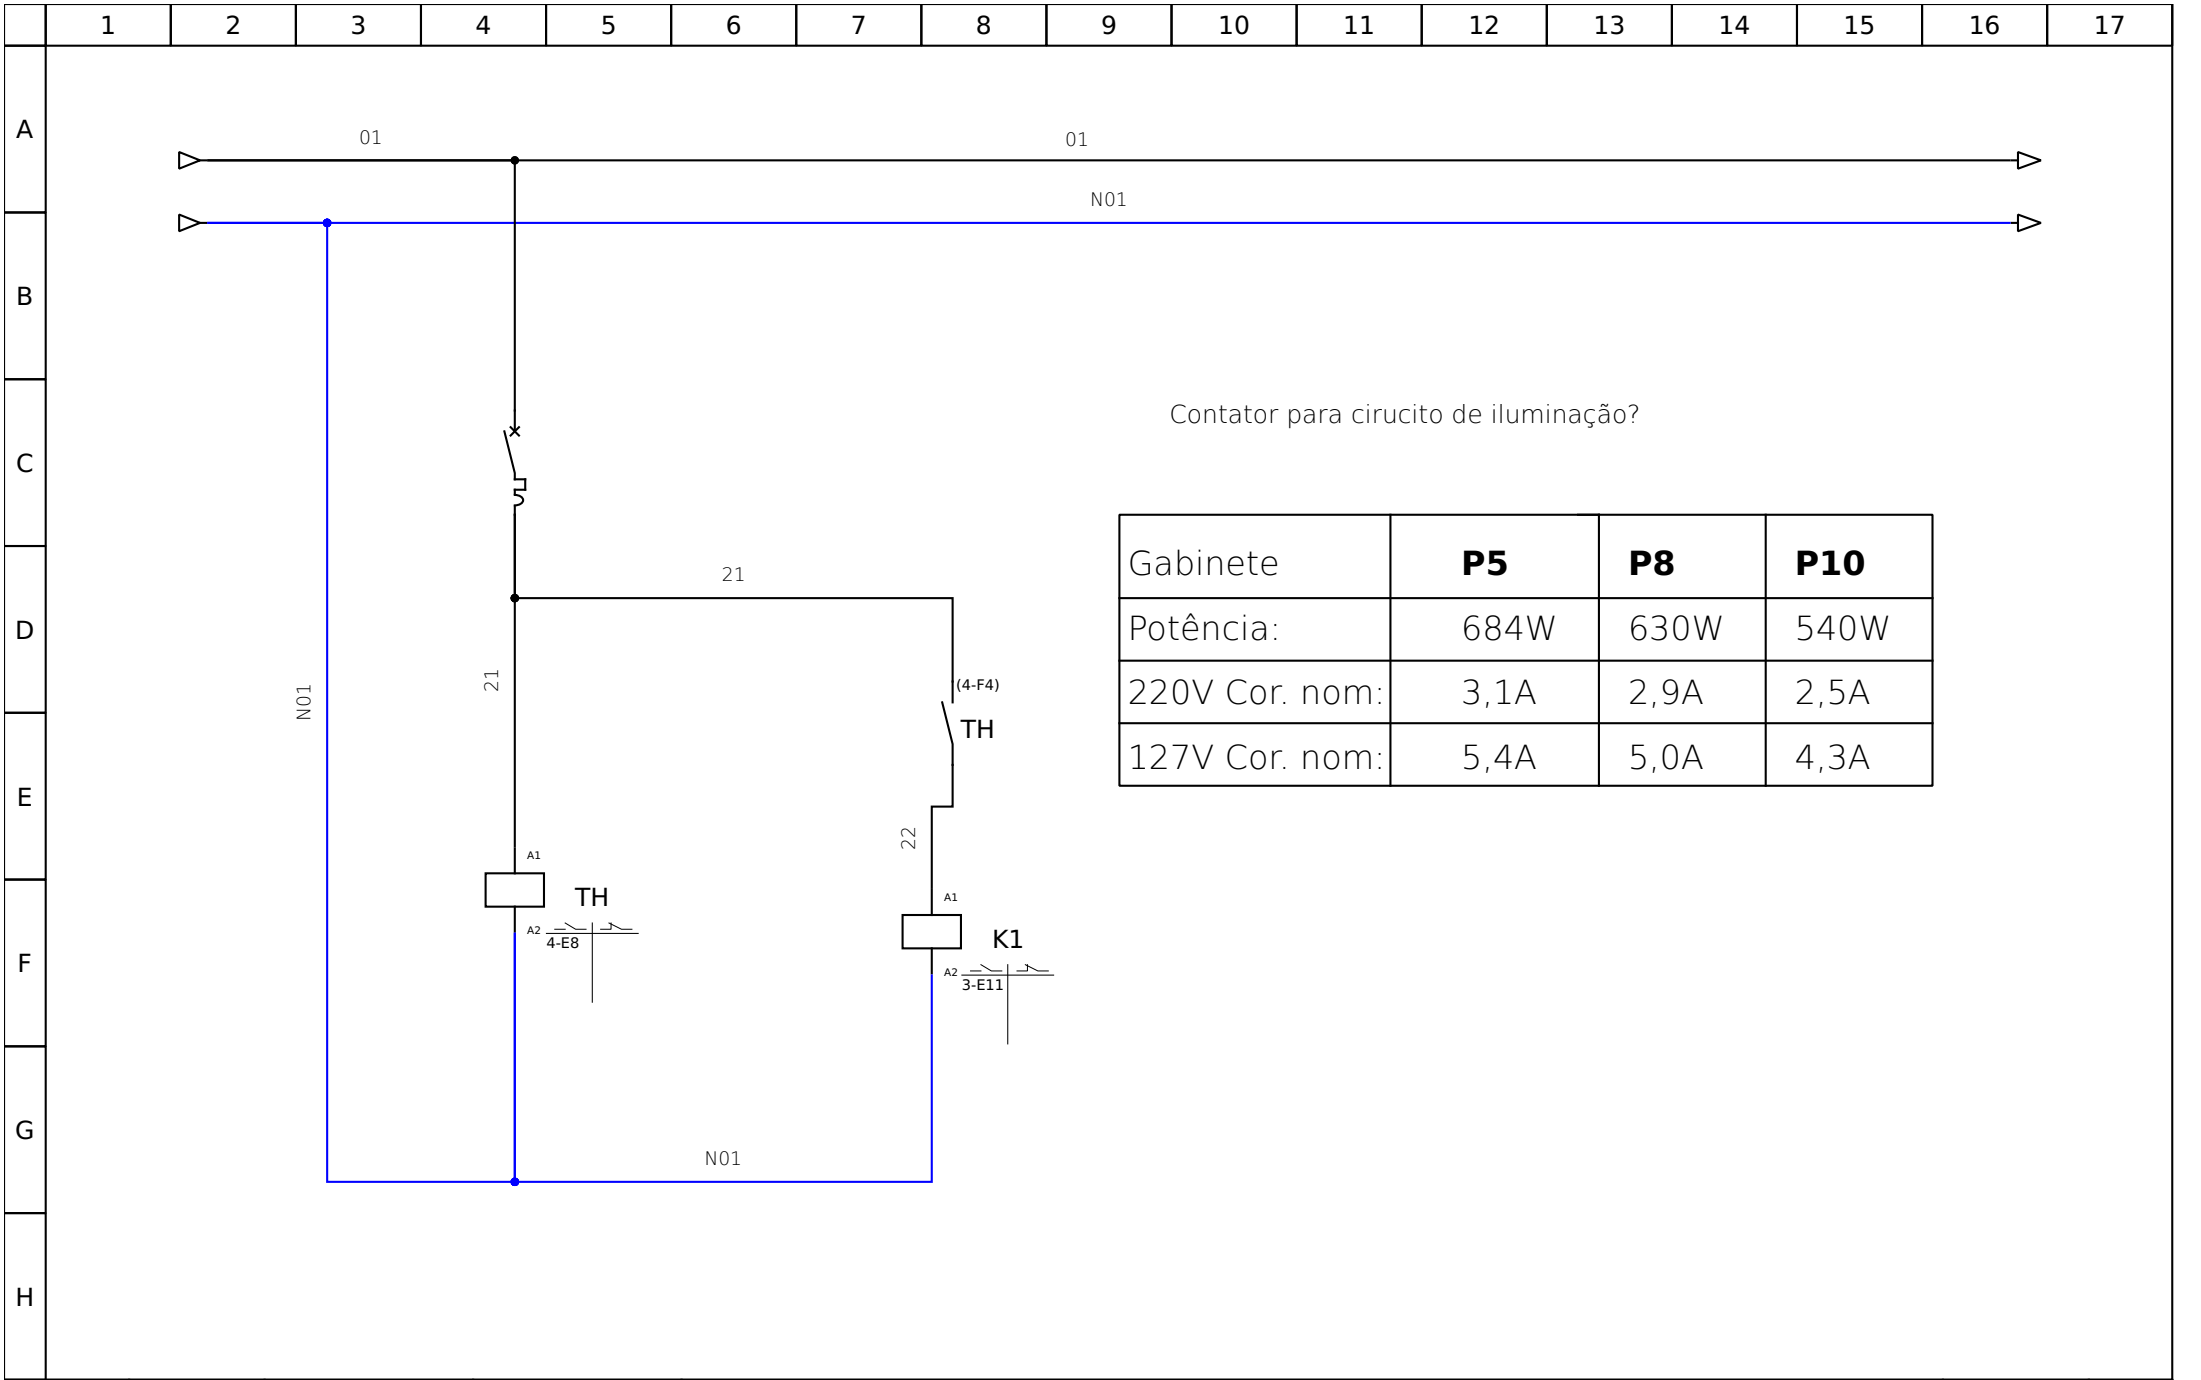 1 2 3 4 5 6 7 8 9 10 11 12 13 14 15 16 17
A
01 01
N01
B
Contator para cirucito de iluminação?
C
Gabinete P5 P8 P10
21
D
Potência: 684W 630W 540W
21
(4-F4)
220V Cor. nom: 3,1A 2,9A 2,5A
N01
TH
127V Cor. nom: 5,4A 5,0A 4,3A
E
22
A1
TH
A1
A2
4-E8
K1
F
A2
3-E11
G
N01
H